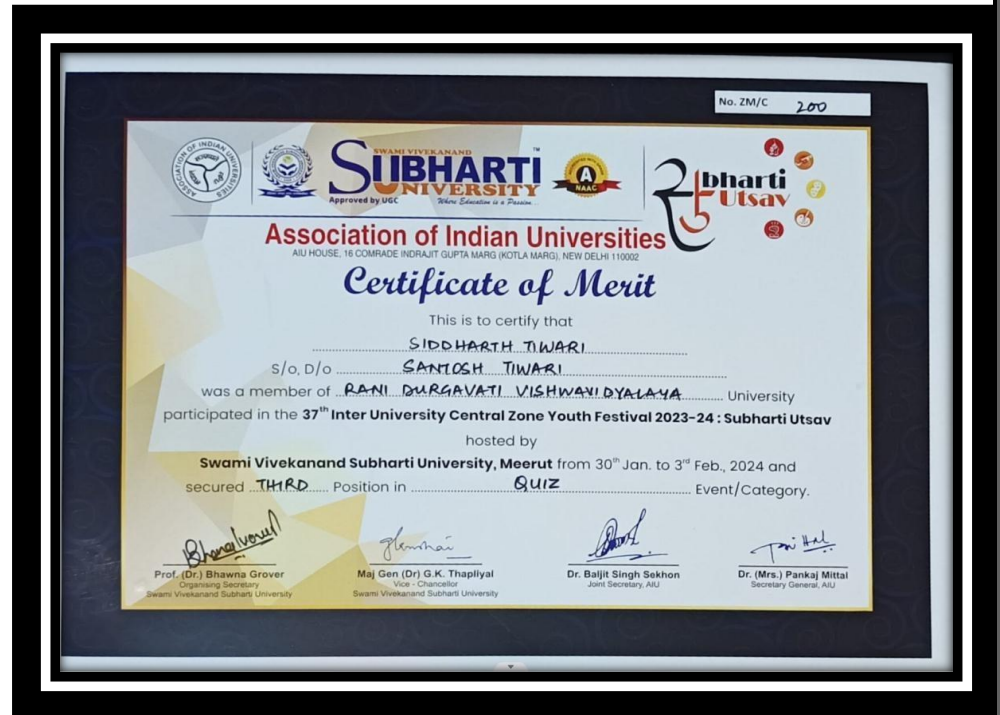 No. ZM/C 200
ASSOCIATION OF INDIAN UNIVERSITIES
SWAMI VIVEKANAND
SUBHARTI
UNIVERSITY
TM
Approved by UGC
Where Education is a Passion...
A
NAAC
bharti
Utsav
Association of Indian Universities
AIU HOUSE, 16 COMRADE INDRAJIT GUPTA MARG (KOTLA MARG), NEW DELHI 110002
Certificate of Merit
This is to certify that
SIDDHARTH TIWARI
S/o, D/o SANTOSH TIWARI
was a member of RANI DURGAVATI VISHWAVIDYALAYA University
participated in the 37th Inter University Central Zone Youth Festival 2023-24 : Subharti Utsav
hosted by
Swami Vivekanand Subharti University, Meerut from 30th Jan. to 3rd Feb., 2024 and
secured THIRD Position in QUIZ Event/Category.
Prof. (Dr.) Bhawna Grover
Organising Secretary
Swami Vivekanand Subharti University
Maj Gen (Dr) G.K. Thapliyal
Vice - Chancellor
Swami Vivekanand Subharti University
Dr. Baljit Singh Sekhon
Joint Secretary, AIU
Dr. (Mrs.) Pankaj Mittal
Secretary General, AIU